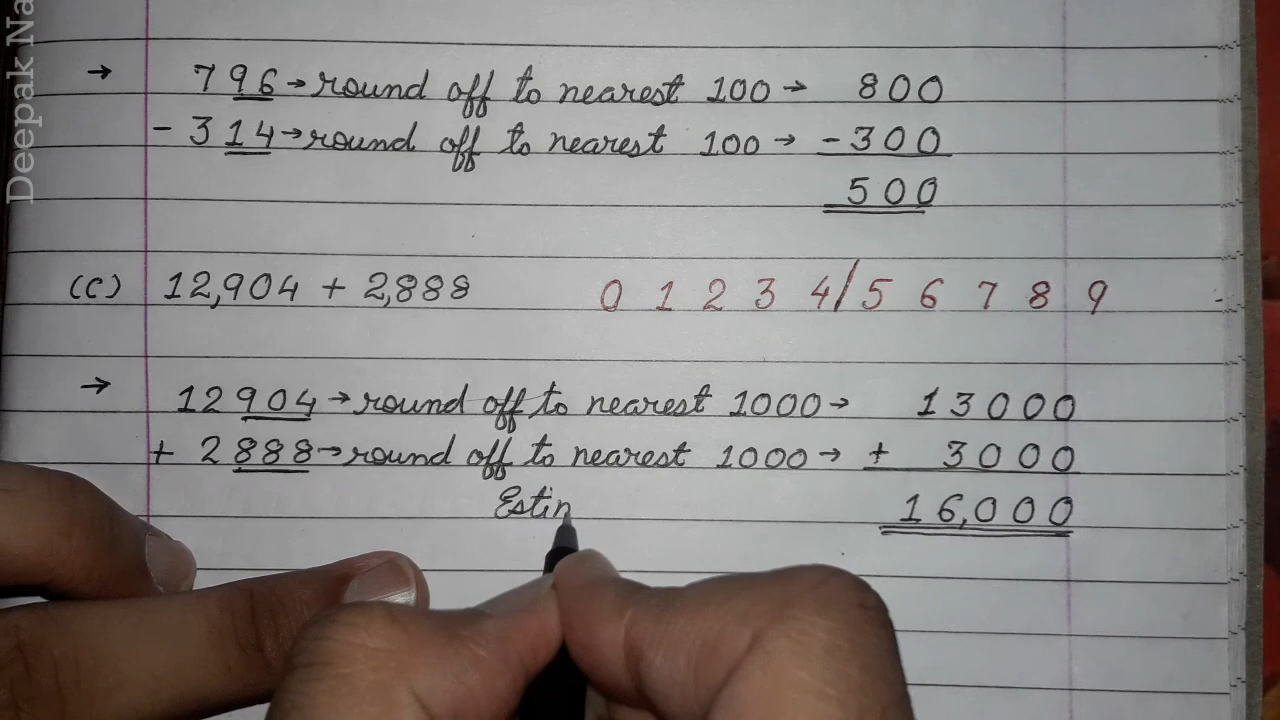 Deepak Na
→ 796 → round off to nearest 100 → 800
- 314 → round off to nearest 100 → - 300
500
(c) 12,904 + 2,888 0 1 2 3 4/5 6 7 8 9
→ 12904 → round off to nearest 1000 → 13000
+ 2888 → round off to nearest 1000 → + 3000
Estin 16,000